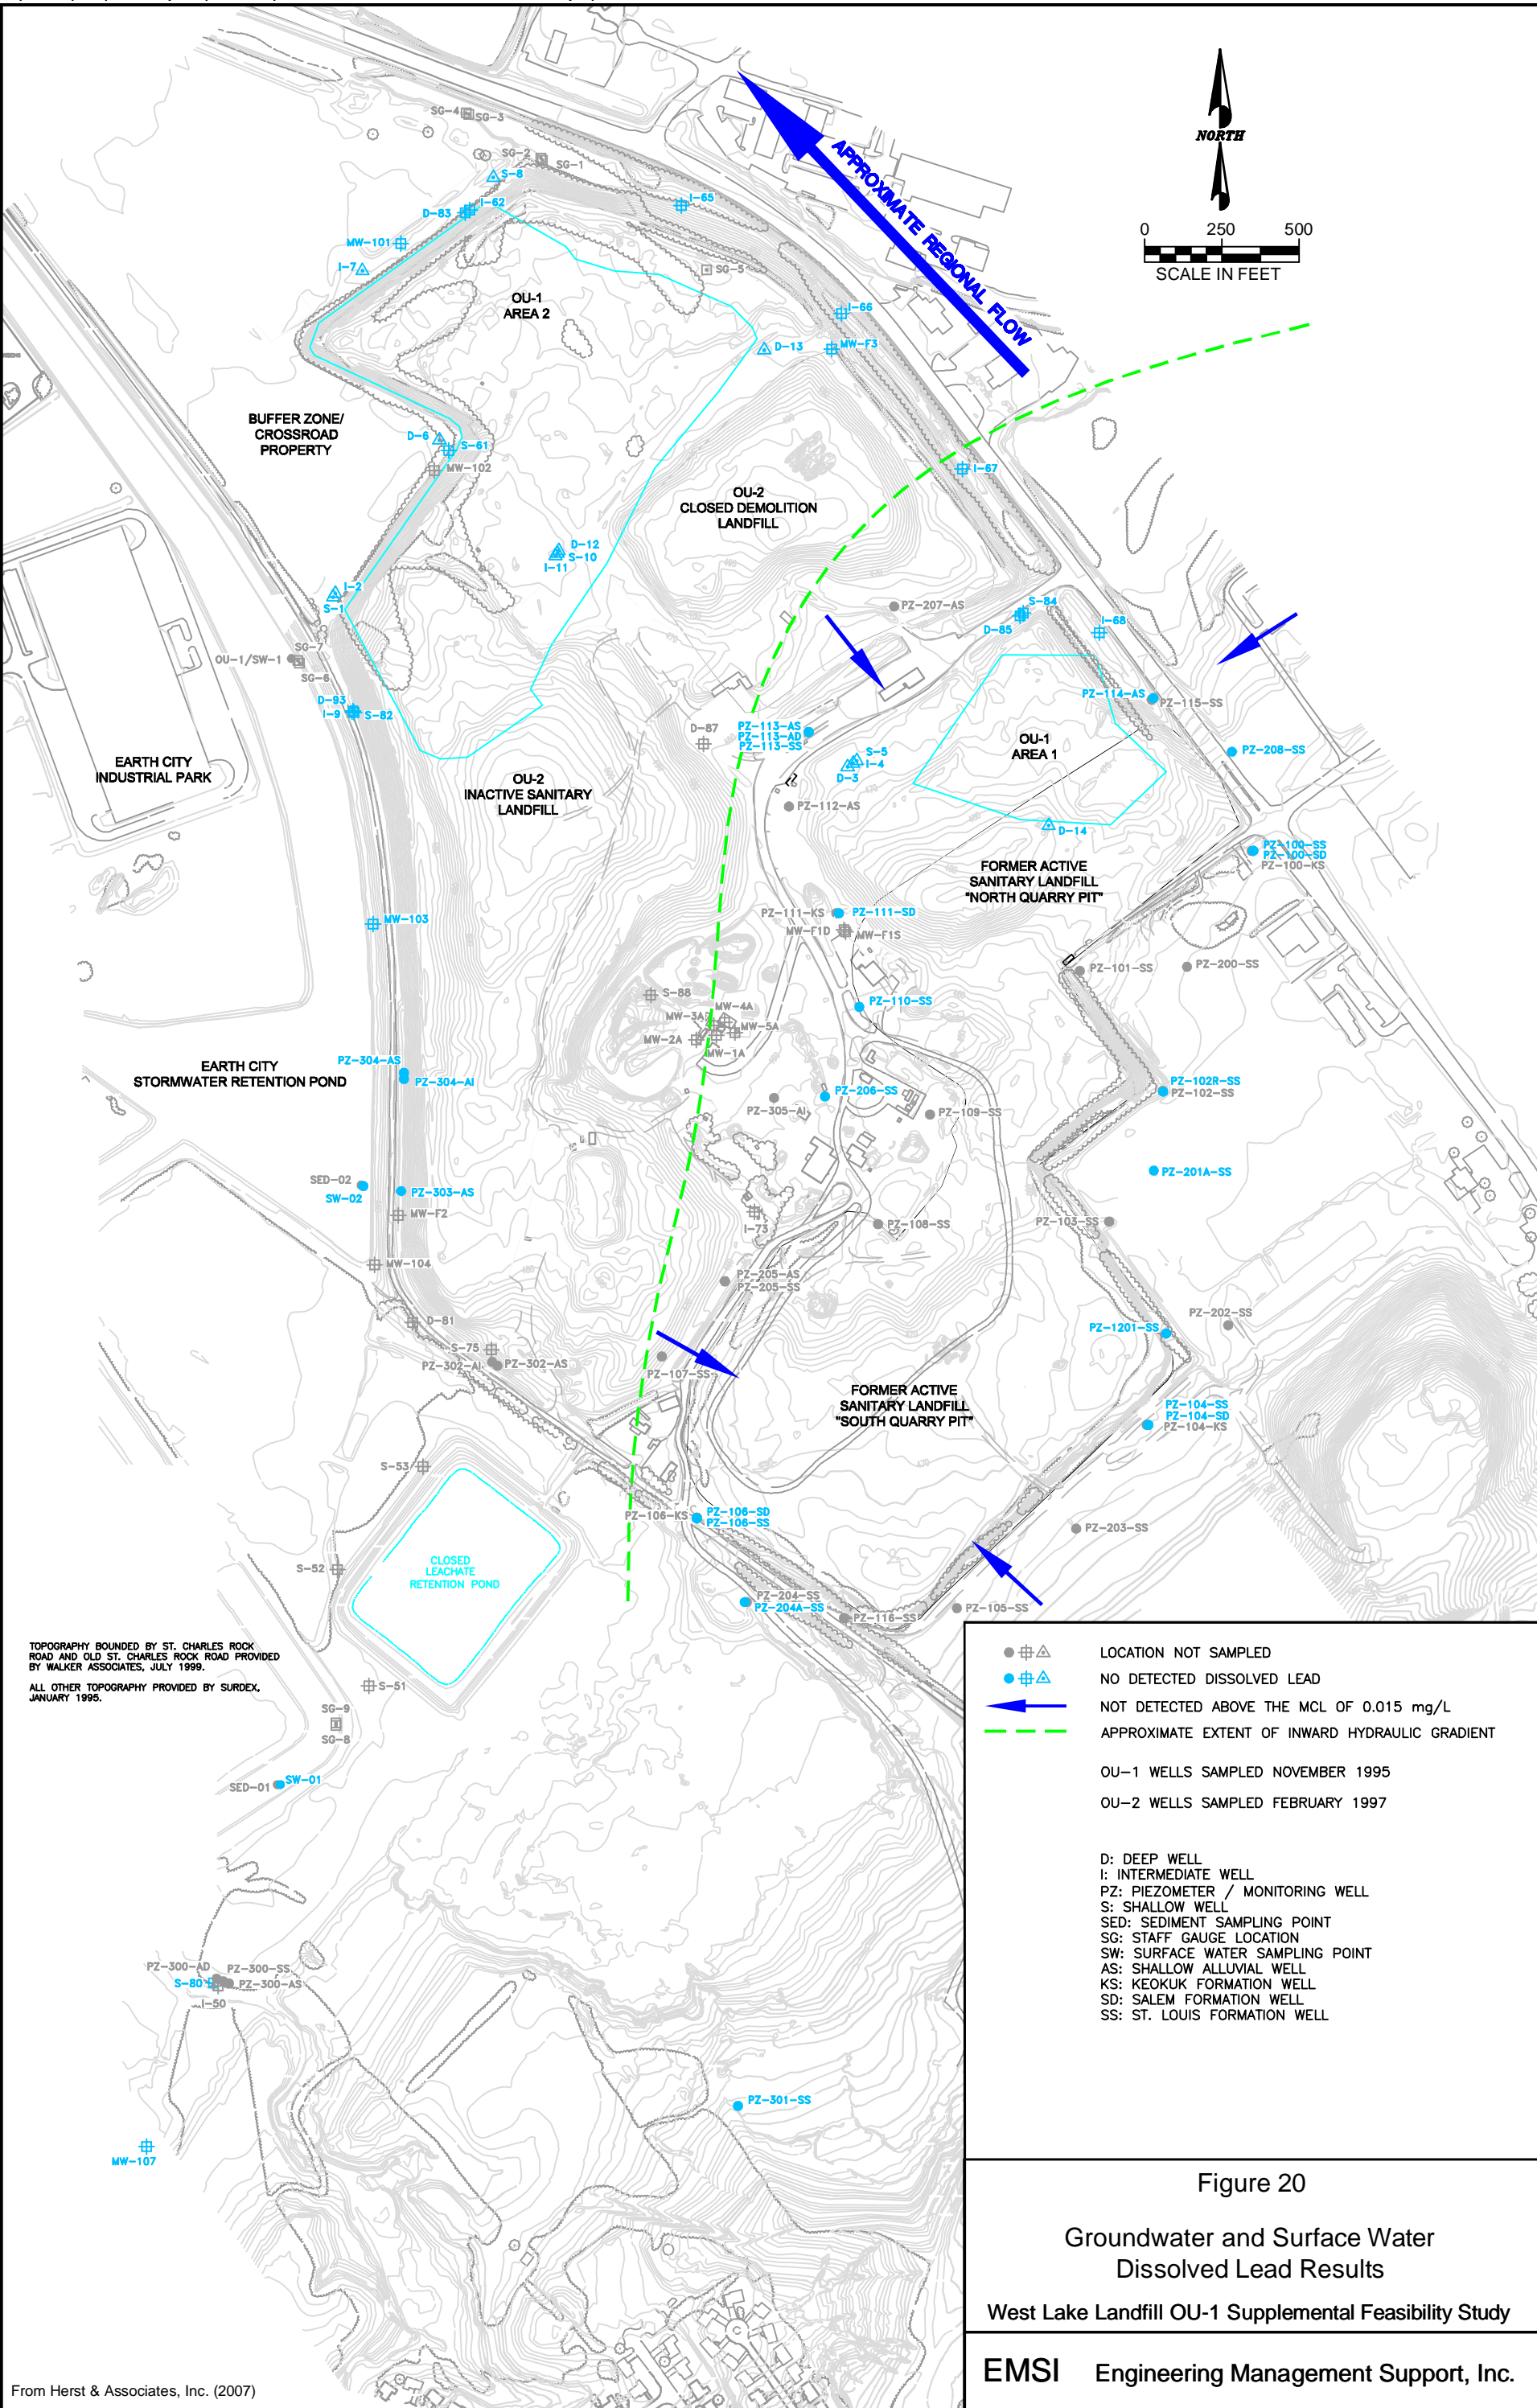 SG-4
SG-3
SG-2
SG-1
S-8
I-62
D-83
I-65
MW-101
I-7
SG-5
APPROXIMATE REGIONAL FLOW
NORTH
0 250 500
SCALE IN FEET
OU-1
AREA 2
I-66
MW-F3
D-13
BUFFER ZONE/
CROSSROAD
PROPERTY
D-6
S-61
MW-102
I-67
OU-2
CLOSED DEMOLITION
LANDFILL
D-12
S-10
I-11
I-2
S-1
PZ-207-AS
S-84
D-85
I-68
SG-7
OU-1/SW-1
SG-6
D-93
I-9
S-82
PZ-114-AS
PZ-115-SS
D-87
PZ-113-AS
PZ-113-AD
PZ-113-SS
S-5
I-4
D-3
OU-1
AREA 1
PZ-208-SS
EARTH CITY
INDUSTRIAL PARK
OU-2
INACTIVE SANITARY
LANDFILL
PZ-112-AS
D-14
PZ-100-SS
PZ-100-SD
PZ-100-KS
FORMER ACTIVE
SANITARY LANDFILL
"NORTH QUARRY PIT"
MW-103
PZ-111-KS
PZ-111-SD
MW-F1D
MW-F1S
PZ-101-SS
PZ-200-SS
S-88
PZ-110-SS
MW-4A
MW-3A
MW-5A
MW-2A
MW-1A
EARTH CITY
STORMWATER RETENTION POND
PZ-304-AS
PZ-304-AI
PZ-102R-SS
PZ-102-SS
PZ-206-SS
PZ-305-AI
PZ-109-SS
PZ-201A-SS
SED-02
SW-02
PZ-303-AS
MW-F2
I-73
PZ-108-SS
PZ-103-SS
MW-104
PZ-205-AS
PZ-205-SS
D-81
PZ-1201-SS
PZ-202-SS
S-75
PZ-302-AI
PZ-302-AS
PZ-107-SS
FORMER ACTIVE
SANITARY LANDFILL
"SOUTH QUARRY PIT"
PZ-104-SS
PZ-104-SD
PZ-104-KS
S-53
PZ-106-KS
PZ-106-SD
PZ-106-SS
PZ-203-SS
S-52
CLOSED
LEACHATE
RETENTION POND
PZ-204-SS
PZ-204A-SS
PZ-116-SS
PZ-105-SS
TOPOGRAPHY BOUNDED BY ST. CHARLES ROCK
ROAD AND OLD ST. CHARLES ROCK ROAD PROVIDED
BY WALKER ASSOCIATES, JULY 1999.
ALL OTHER TOPOGRAPHY PROVIDED BY SURDEX,
JANUARY 1995.
S-51
SG-9
SG-8
SED-01
SW-01
PZ-300-AD
PZ-300-SS
S-80
PZ-300-AS
I-50
PZ-301-SS
MW-107
LOCATION NOT SAMPLED
NO DETECTED DISSOLVED LEAD
NOT DETECTED ABOVE THE MCL OF 0.015 mg/L
APPROXIMATE EXTENT OF INWARD HYDRAULIC GRADIENT
OU-1 WELLS SAMPLED NOVEMBER 1995
OU-2 WELLS SAMPLED FEBRUARY 1997
D: DEEP WELL
I: INTERMEDIATE WELL
PZ: PIEZOMETER / MONITORING WELL
S: SHALLOW WELL
SED: SEDIMENT SAMPLING POINT
SG: STAFF GAUGE LOCATION
SW: SURFACE WATER SAMPLING POINT
AS: SHALLOW ALLUVIAL WELL
KS: KEOKUK FORMATION WELL
SD: SALEM FORMATION WELL
SS: ST. LOUIS FORMATION WELL
Figure 20
Groundwater and Surface Water
Dissolved Lead Results
West Lake Landfill OU-1 Supplemental Feasibility Study
EMSI Engineering Management Support, Inc.
From Herst & Associates, Inc. (2007)